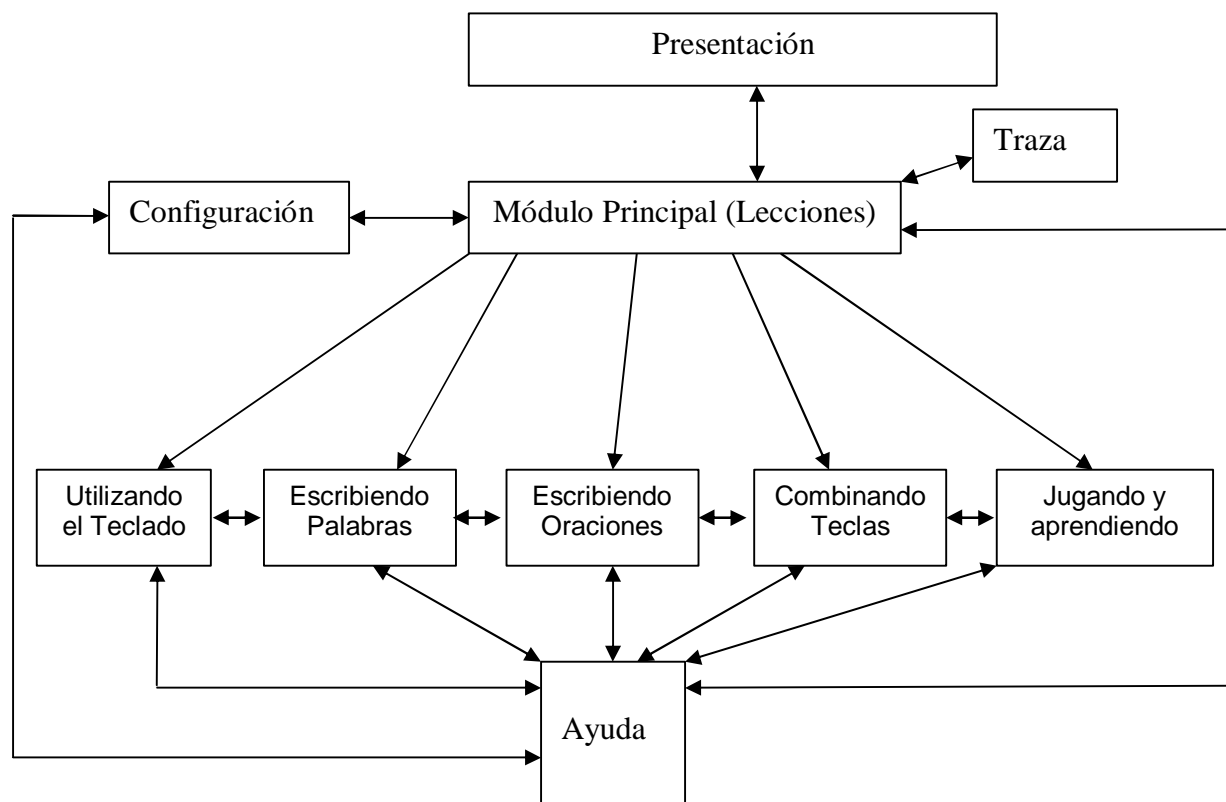 Presentación
Traza
Configuración
Módulo Principal (Lecciones)
Utilizando
el Teclado
Escribiendo
Palabras
Escribiendo
Oraciones
Combinando
Teclas
Jugando y
aprendiendo
Ayuda